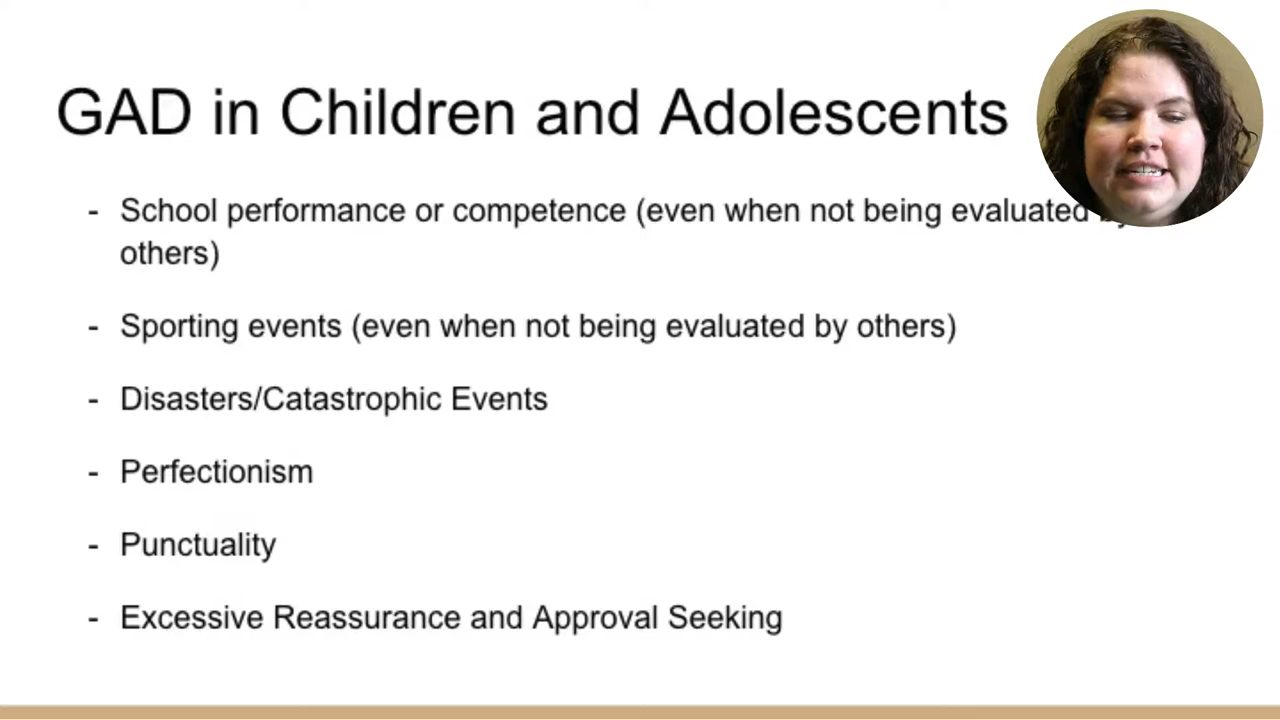 GAD in Children and Adolescents
- School performance or competence (even when not being evaluated by
others)
- Sporting events (even when not being evaluated by others)
- Disasters/Catastrophic Events
- Perfectionism
- Punctuality
- Excessive Reassurance and Approval Seeking